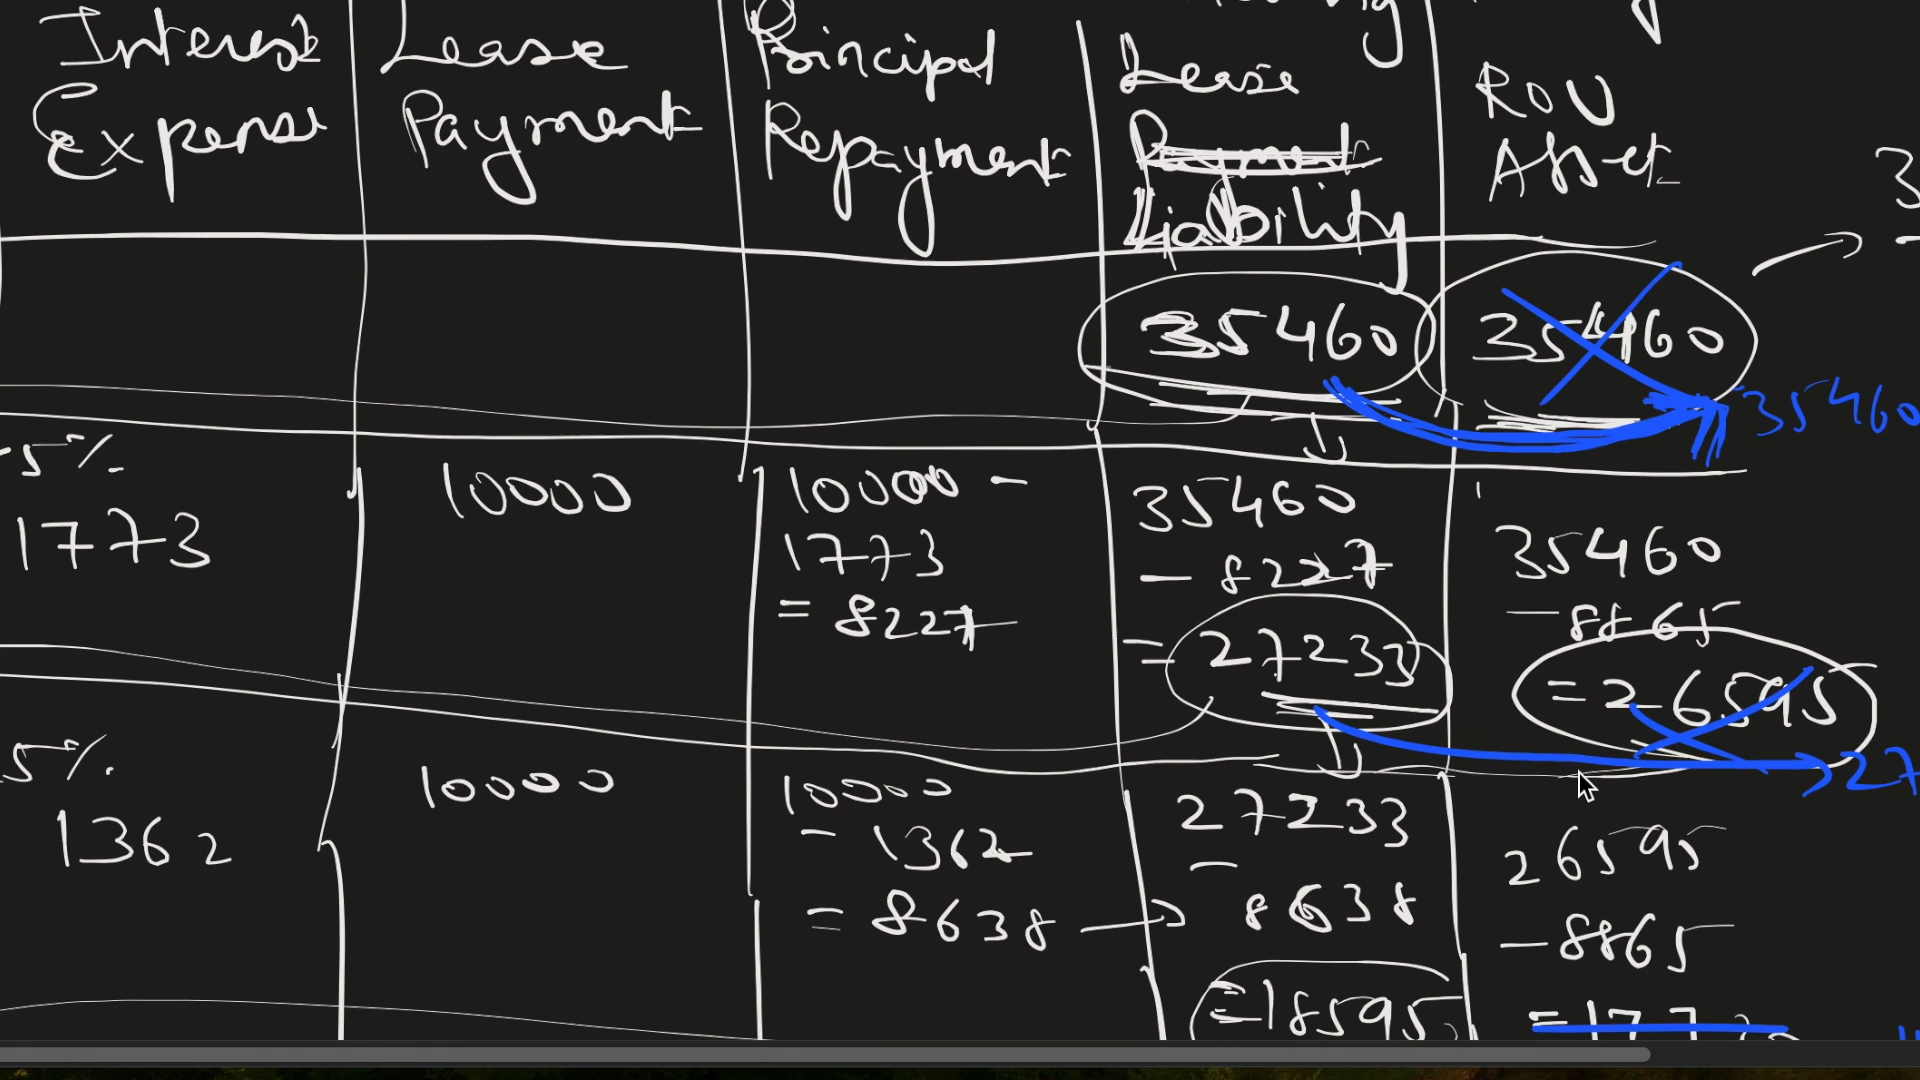 Interest
Expense
Lease
Payment
Principal
Repayment
Lease
Payment
Liability
ROU
Asset
3
35460
35460
35460
5%
1773
10000
10000 -
1773
= 8227
35460
- 8227
= 27233
35460
- 8865
= 26595
27
5%
1362
10000
10000
- 1362
= 8638
27233
-
8638
= 18595
26595
- 8865